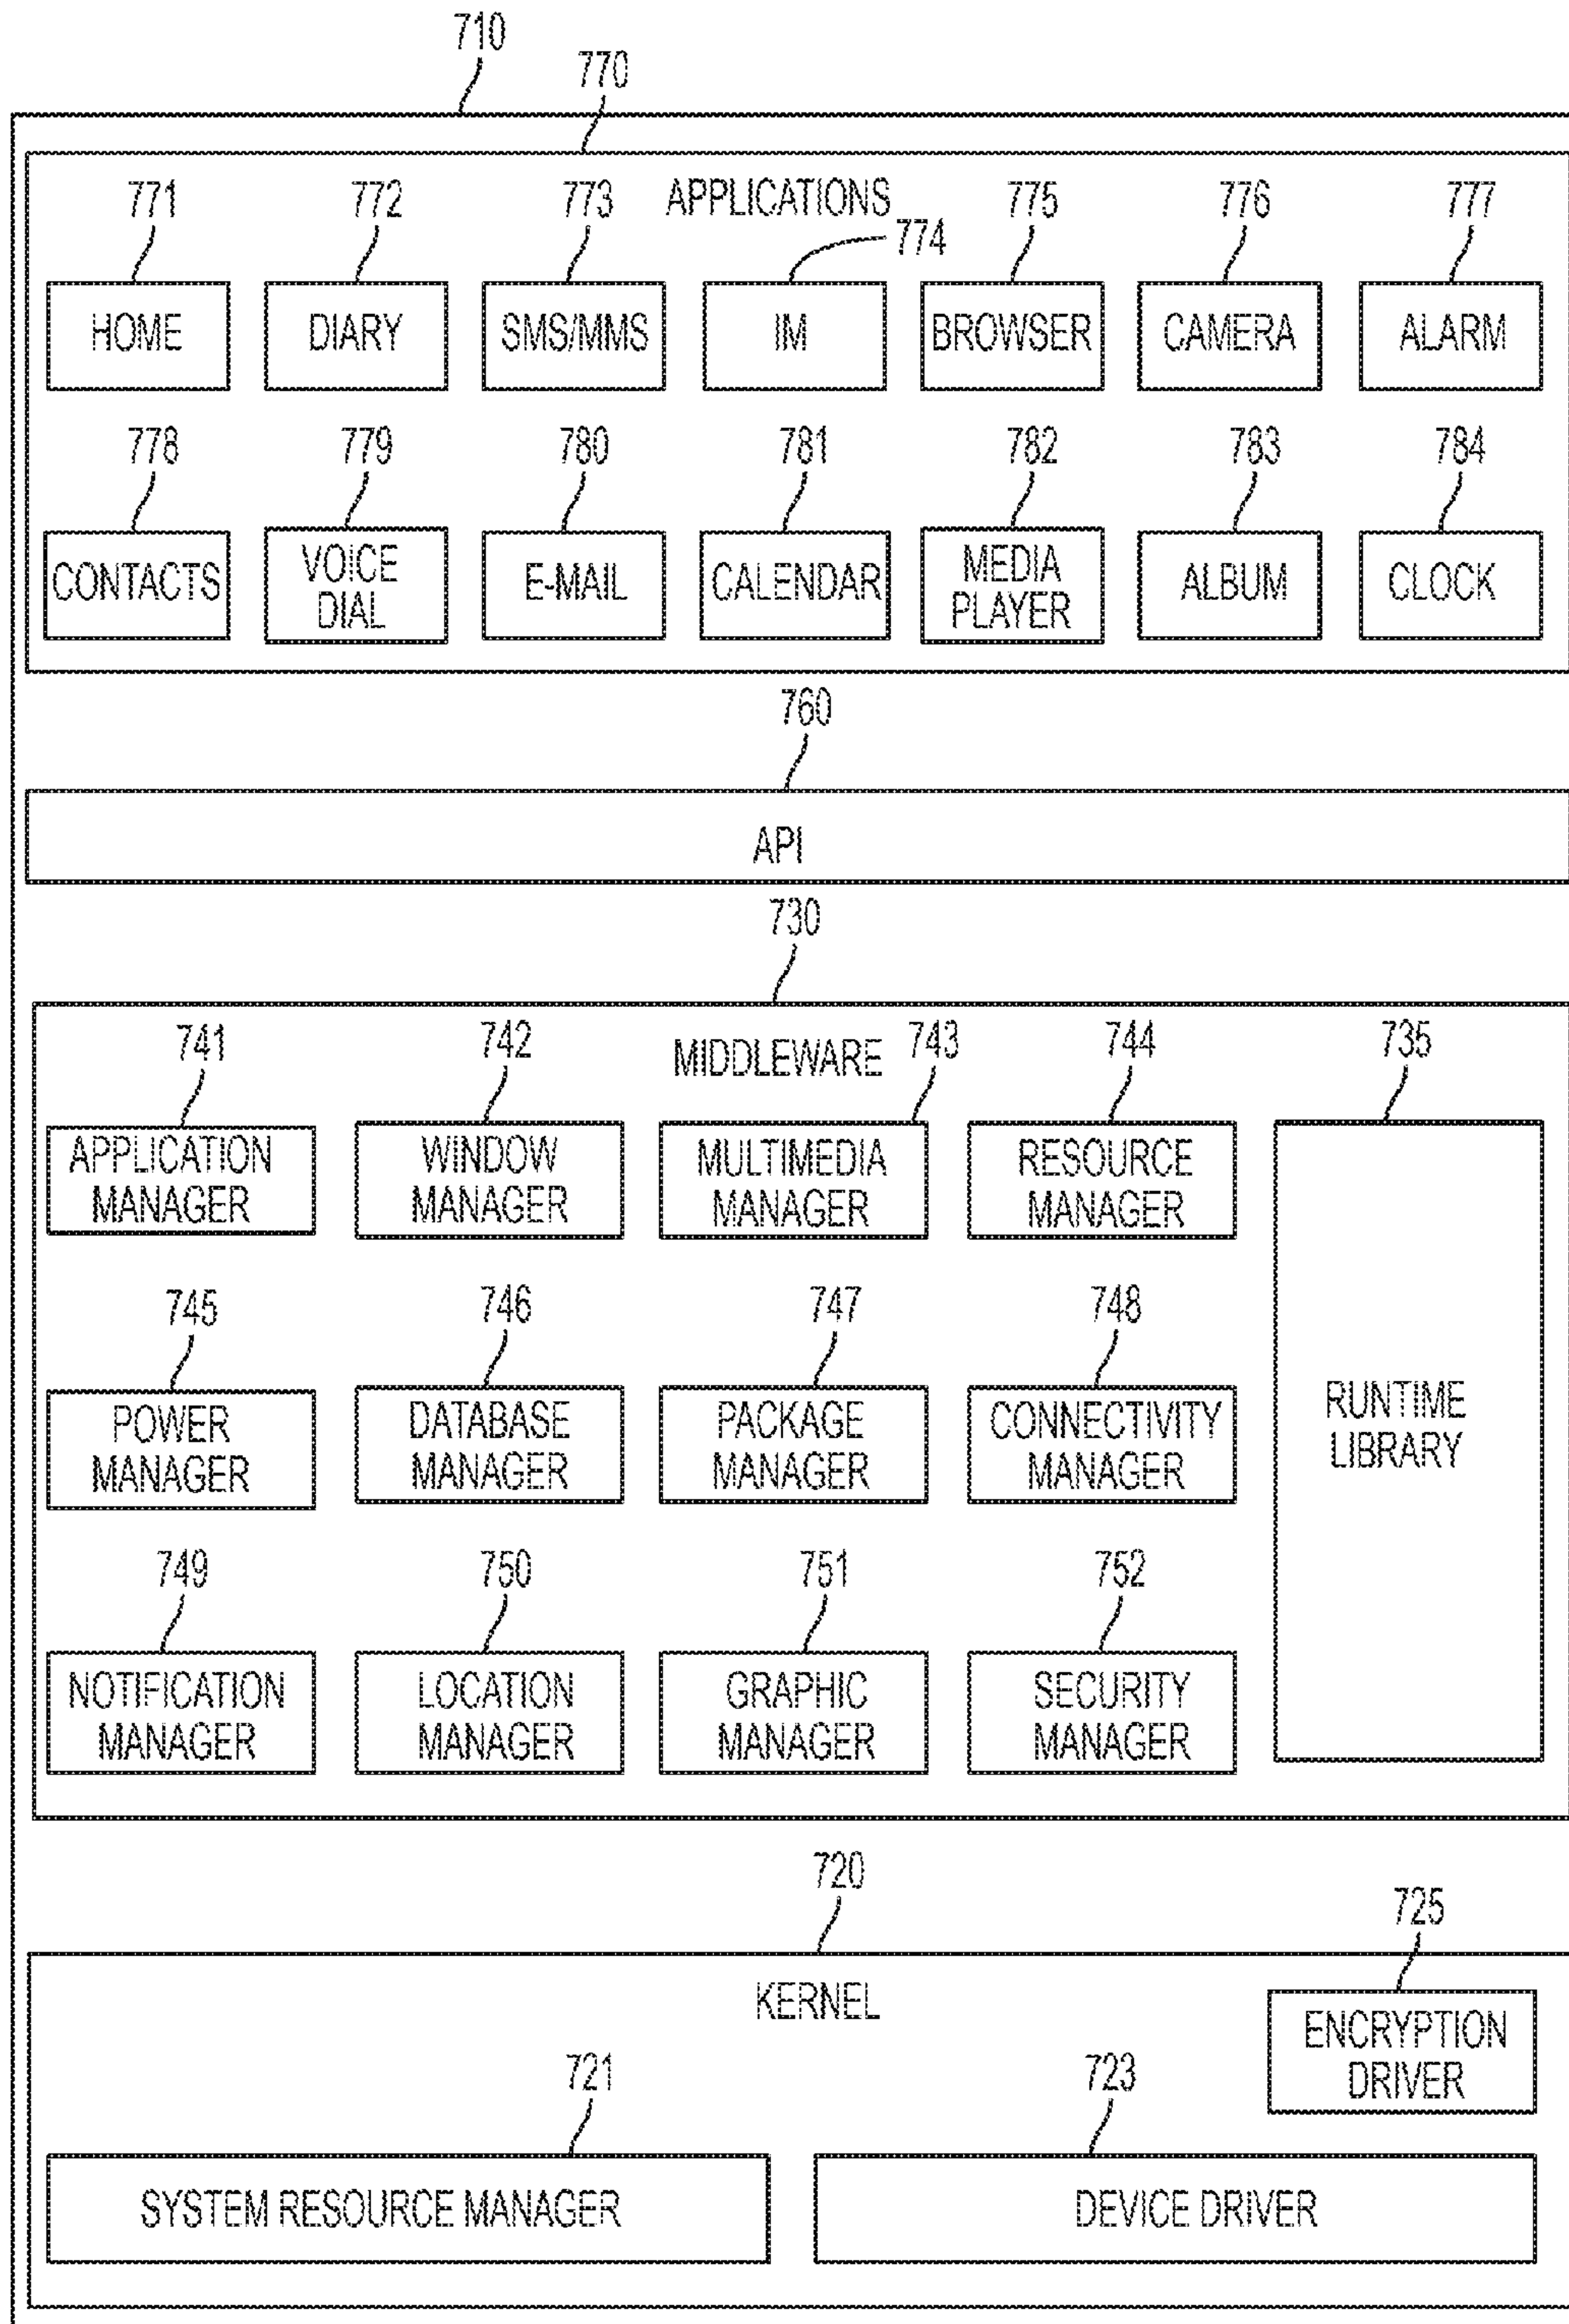 710
770
APPLICATIONS
771 772 773 774 775 776 777
HOME DIARY SMS/MMS IM BROWSER CAMERA ALARM
778 779 780 781 782 783 784
CONTACTS VOICE DIAL E-MAIL CALENDAR MEDIA PLAYER ALBUM CLOCK
760
API
730
MIDDLEWARE
741 742 743 744 735
APPLICATION WINDOW MULTIMEDIA RESOURCE
MANAGER MANAGER MANAGER MANAGER
745 746 747 748
POWER DATABASE PACKAGE CONNECTIVITY
MANAGER MANAGER MANAGER MANAGER
RUNTIME
LIBRARY
749 750 751 752
NOTIFICATION LOCATION GRAPHIC SECURITY
MANAGER MANAGER MANAGER MANAGER
720
KERNEL
725
ENCRYPTION
DRIVER
721 723
SYSTEM RESOURCE MANAGER DEVICE DRIVER